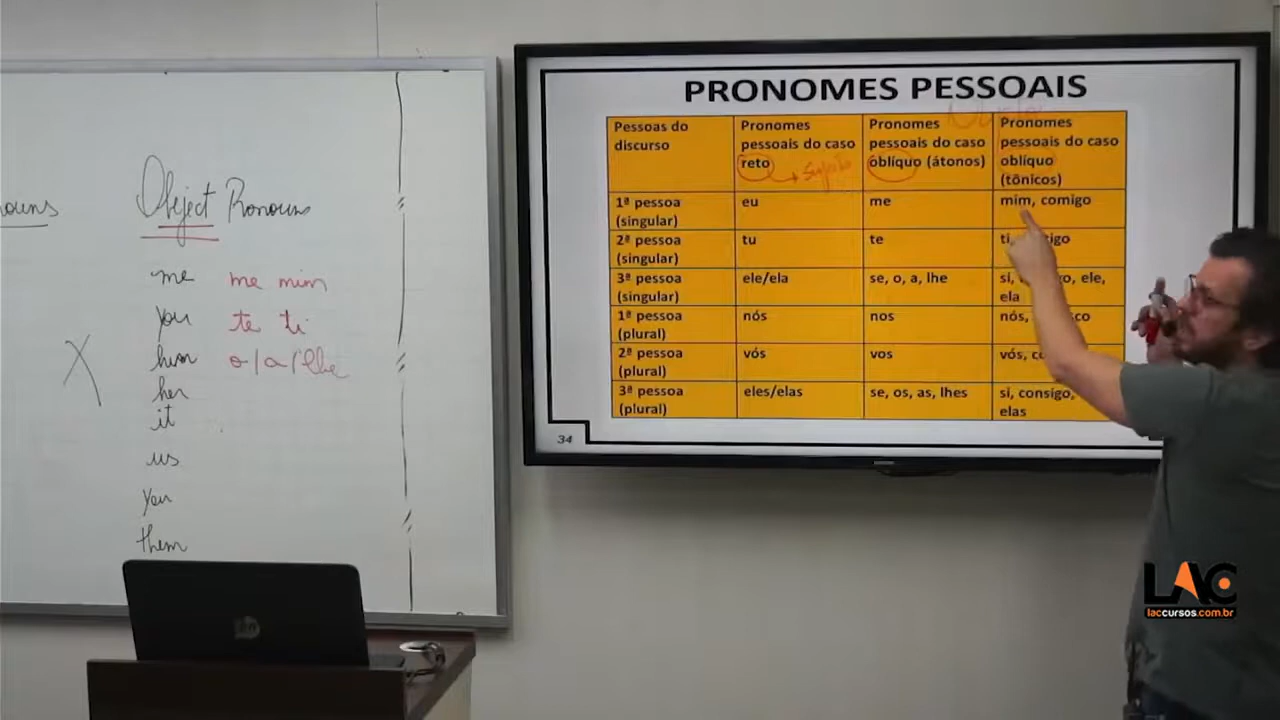 Object Pronouns
me me mim
you te ti
him o/a/lhe
her
it
us
you
them
PRONOMES PESSOAIS
Pessoas do
discurso
Pronomes
pessoais do caso
reto
Sujeito
Pronomes
pessoais do caso
oblíquo (átonos)
Pronomes
pessoais do caso
oblíquo
(tônicos)
1ª pessoa
(singular)
eu
me
mim, comigo
2ª pessoa
(singular)
tu
te
3ª pessoa
(singular)
ele/ela
se, o, a, lhe
si, ele,
ela
1ª pessoa
(plural)
nós
nos
nós,
2ª pessoa
(plural)
vós
vos
vós,
3ª pessoa
(plural)
eles/elas
se, os, as, lhes
si, consigo,
elas
34
LAC
laccursos.com.br